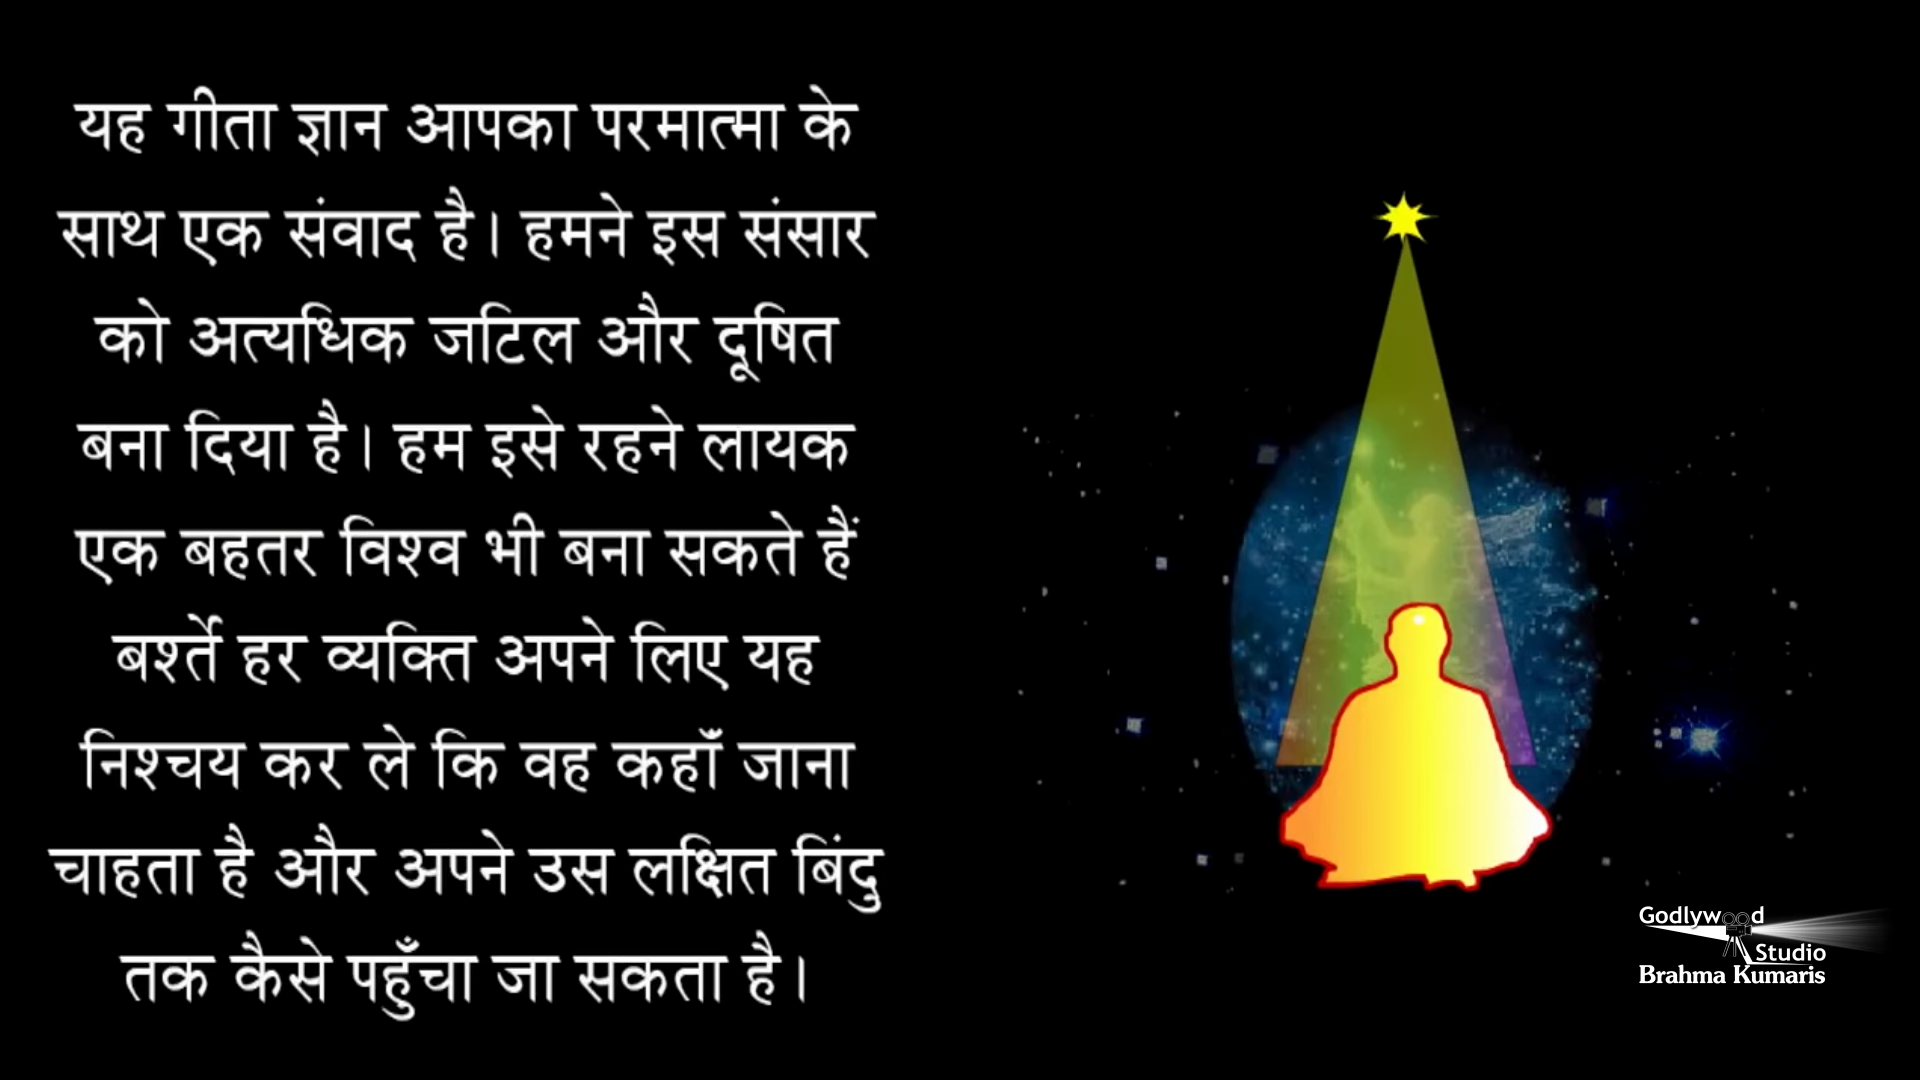 यह गीता ज्ञान आपका परमात्मा के
साथ एक संवाद है। हमने इस संसार
को अत्यधिक जटिल और दूषित
बना दिया है। हम इसे रहने लायक
एक बहतर विश्व भी बना सकते हैं
बर्श्ते हर व्यक्ति अपने लिए यह
निश्चय कर ले कि वह कहाँ जाना
चाहता है और अपने उस लक्षित बिंदु
तक कैसे पहुँचा जा सकता है।
Godlywood
Studio
Brahma Kumaris